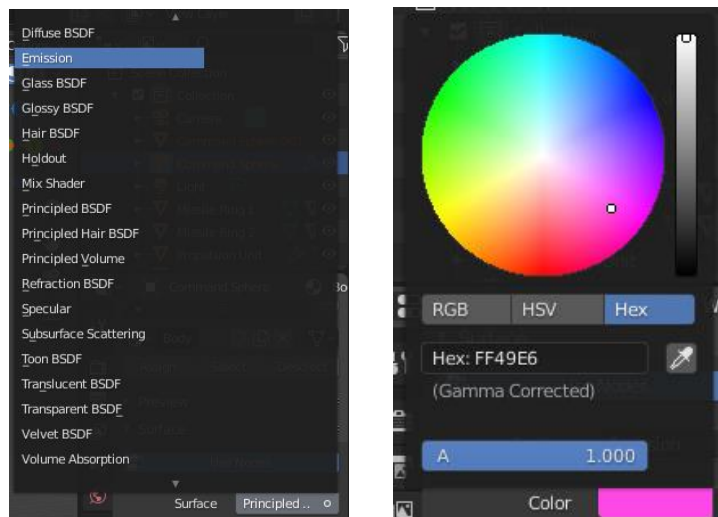 Diffuse BSDF
Emission
Glass BSDF
Glossy BSDF
Hair BSDF
Holdout
Mix Shader
Principled BSDF
Principled Hair BSDF
Principled Volume
Refraction BSDF
Specular
Subsurface Scattering
Toon BSDF
Translucent BSDF
Transparent BSDF
Velvet BSDF
Volume Absorption
Surface Principled ..
RGB HSV Hex
Hex: FF49E6
(Gamma Corrected)
A 1.000
Color